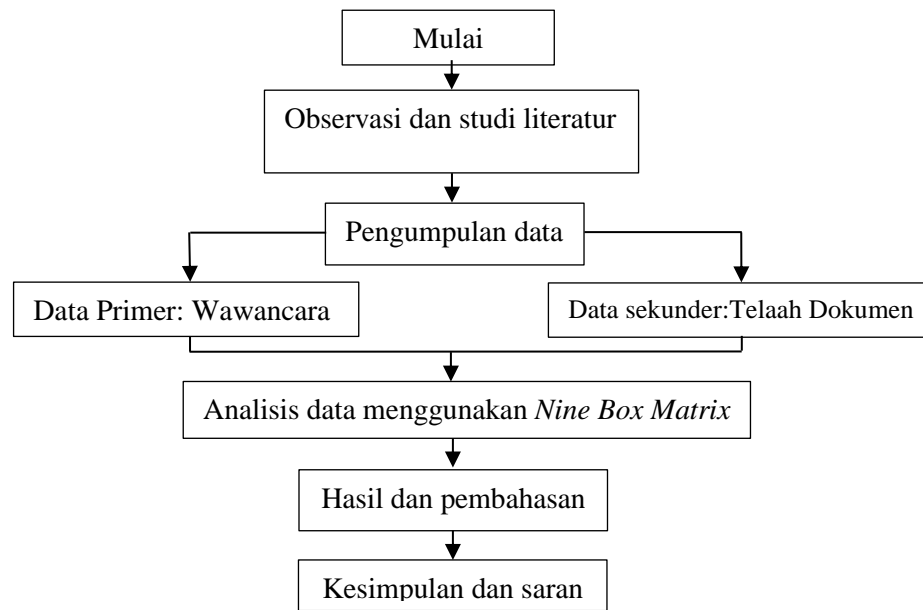 Mulai
Observasi dan studi literatur
Pengumpulan data
Data Primer: Wawancara
Data sekunder:Telaah Dokumen
Analisis data menggunakan Nine Box Matrix
Hasil dan pembahasan
Kesimpulan dan saran